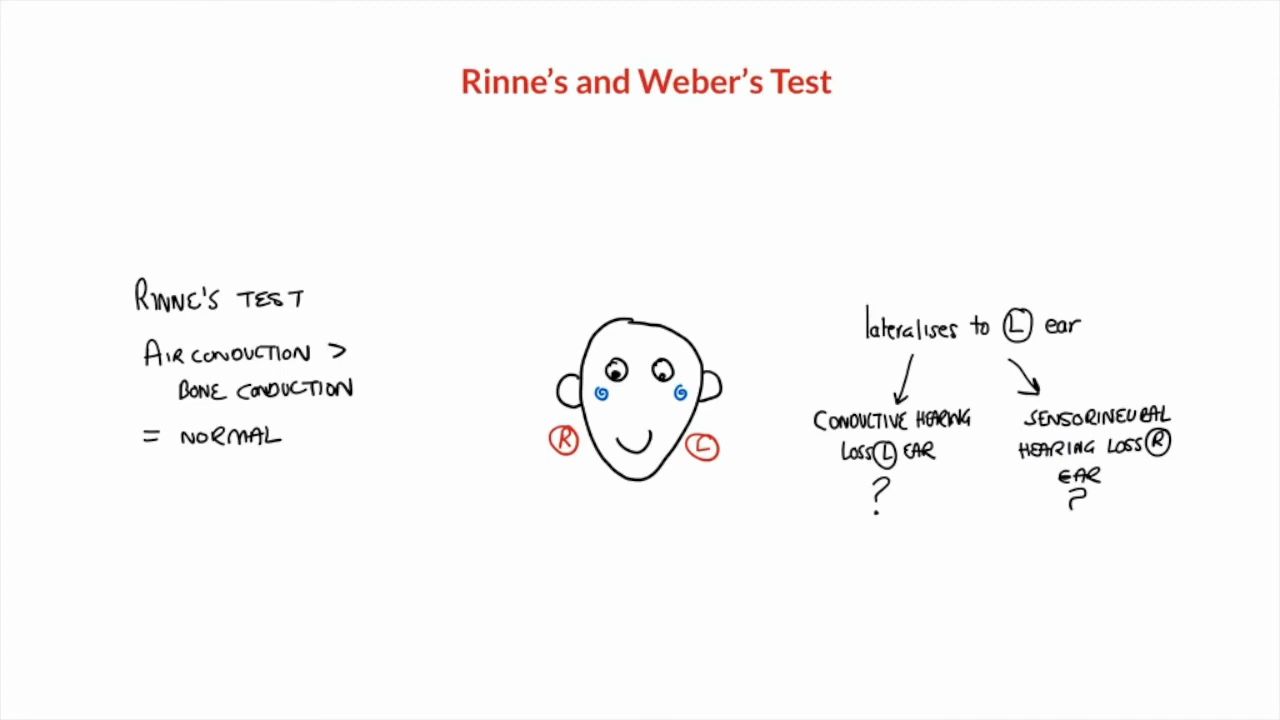 Rinne's and Weber's Test
RINNE'S TEST
AIR CONDUCTION >
BONE CONDUCTION
= NORMAL
R
L
lateralises to L ear
CONDUCTIVE HEARING
LOSS L EAR
?
SENSORINEURAL
HEARING LOSS R
EAR
?